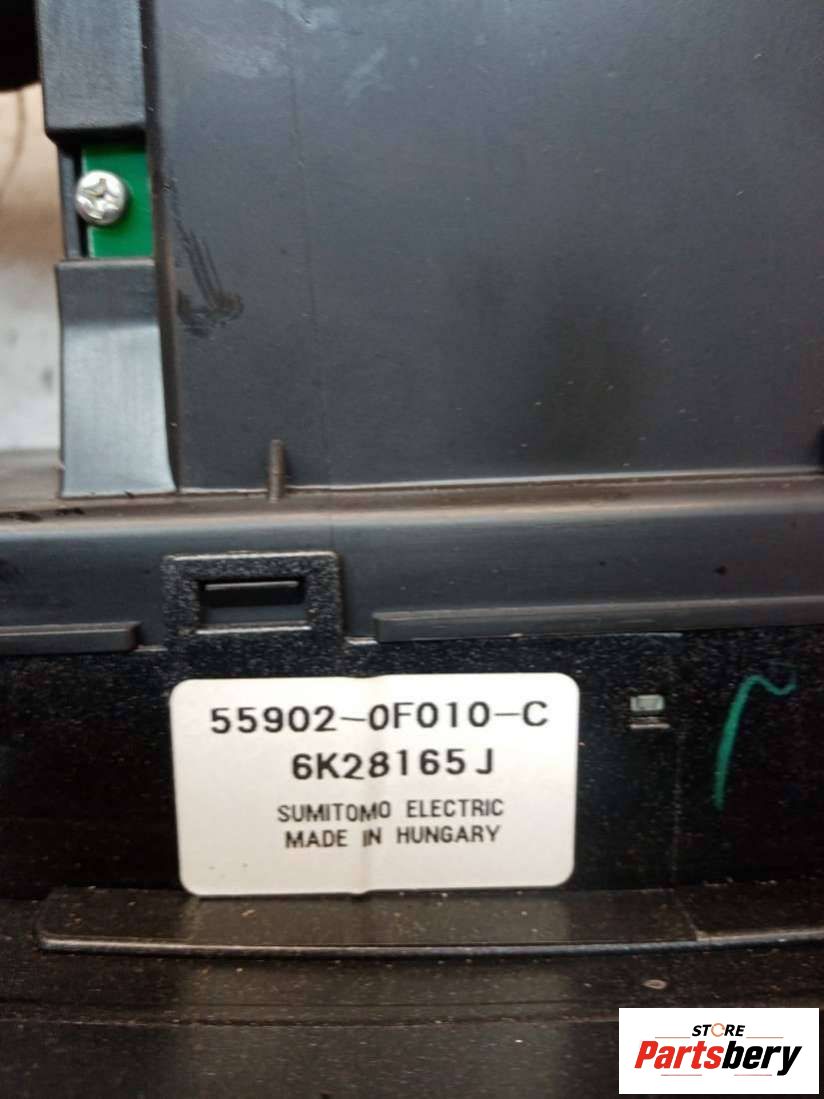 55902-0F010-C
6K28165J
SUMITOMO ELECTRIC
MADE IN HUNGARY
STORE
Partsbery